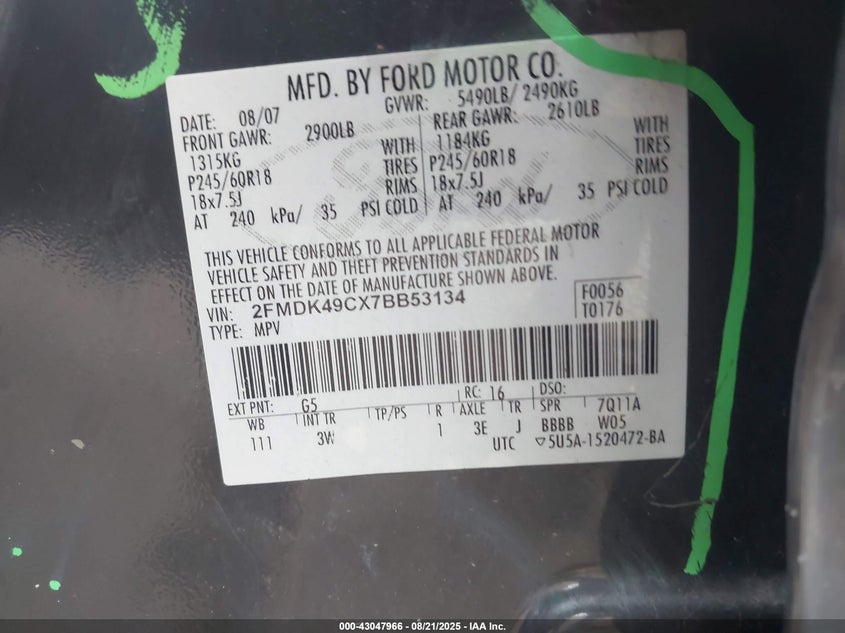 MFD. BY FORD MOTOR CO.
DATE: 08/07 GVWR: 5490LB/ 2490KG
FRONT GAWR: 2900LB REAR GAWR: 2610LB
1315KG WITH 1184KG WITH
P245/60R18 TIRES P245/60R18 TIRES
18x7.5J RIMS 18x7.5J RIMS
AT 240 kPa/ 35 PSI COLD AT 240 kPa/ 35 PSI COLD
THIS VEHICLE CONFORMS TO ALL APPLICABLE FEDERAL MOTOR
VEHICLE SAFETY AND THEFT PREVENTION STANDARDS IN
EFFECT ON THE DATE OF MANUFACTURE SHOWN ABOVE.
VIN: 2FMDK49CX7BB53134 F0056
TYPE: MPV T0176
EXT PNT: G5 RC: 16 DSO:
WB INT TR TP/PS R AXLE TR SPR 7Q11A
111 3W 1 3E J BBBB W05
UTC ▽5U5A-1520472-BA
000-43047966 - 08/21/2025 - IAA Inc.